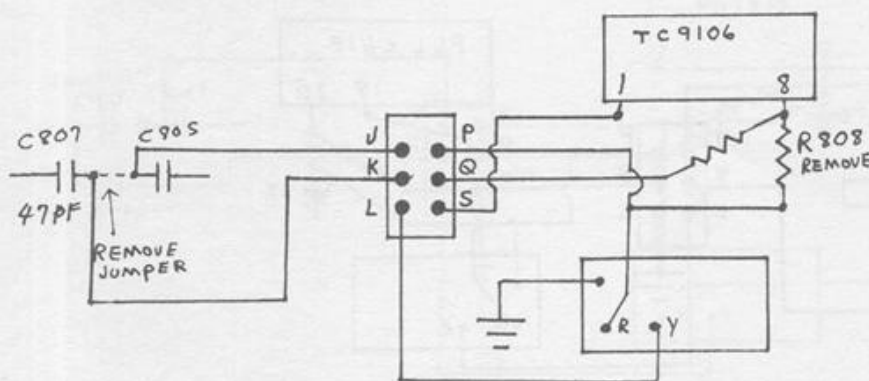 TC9106
1 8
C807
C805
J P
K Q
L S
R808
REMOVE
47PF
REMOVE
JUMPER
R Y